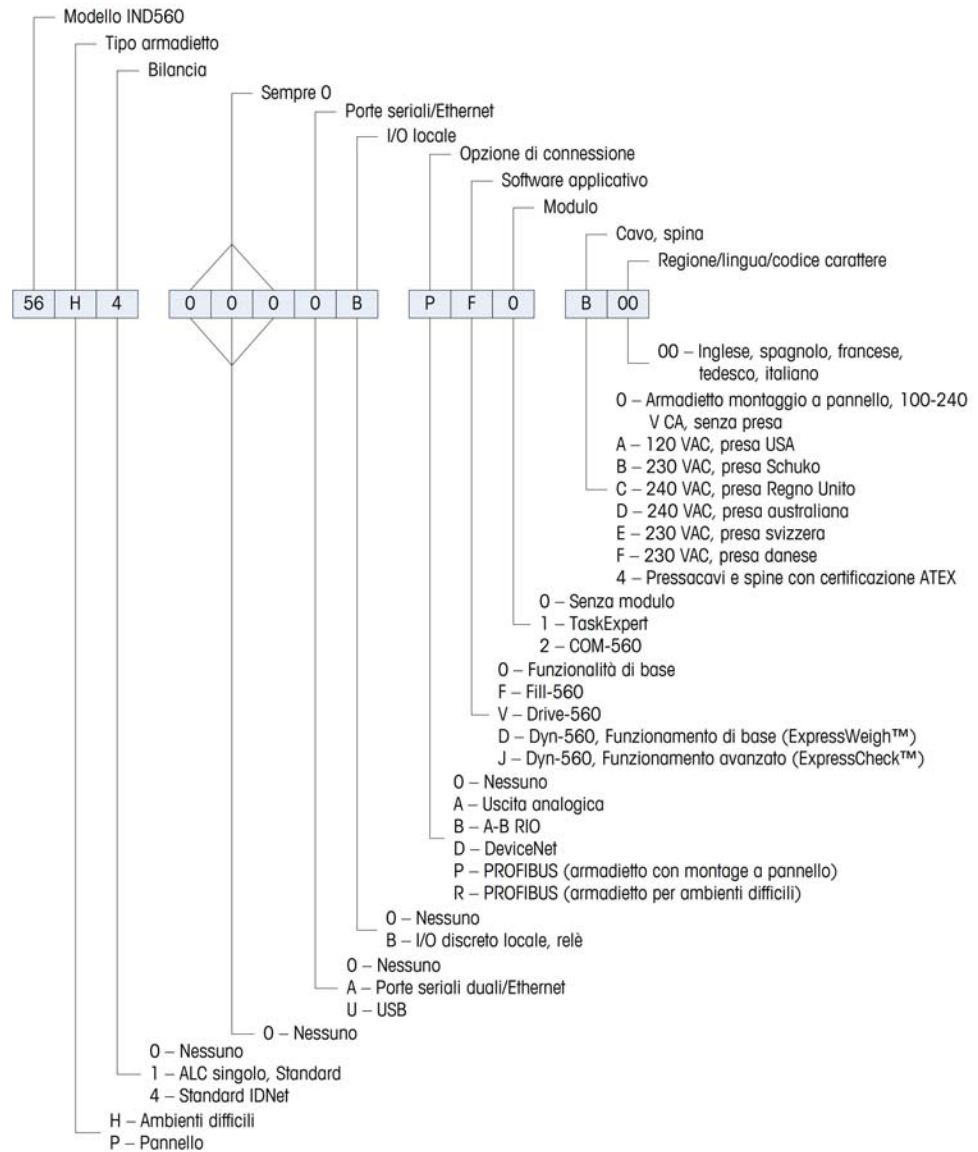 Modello IND560
Tipo armadietto
Bilancia
Sempre 0
Porte seriali/Ethernet
I/O locale
Opzione di connessione
Software applicativo
Modulo
Cavo, spina
Regione/lingua/codice carattere
56 H 4 0 0 0 0 B P F 0 B 00
00 – Inglese, spagnolo, francese,
tedesco, italiano
0 – Armadietto montaggio a pannello, 100-240
V CA, senza presa
A – 120 VAC, presa USA
B – 230 VAC, presa Schuko
C – 240 VAC, presa Regno Unito
D – 240 VAC, presa australiana
E – 230 VAC, presa svizzera
F – 230 VAC, presa danese
4 – Pressacavi e spine con certificazione ATEX
0 – Senza modulo
1 – TaskExpert
2 – COM-560
0 – Funzionalità di base
F – Fill-560
V – Drive-560
D – Dyn-560, Funzionamento di base (ExpressWeigh™)
J – Dyn-560, Funzionamento avanzato (ExpressCheck™)
0 – Nessuno
A – Uscita analogica
B – A-B RIO
D – DeviceNet
P – PROFIBUS (armadietto con montage a pannello)
R – PROFIBUS (armadietto per ambienti difficili)
0 – Nessuno
B – I/O discreto locale, relè
0 – Nessuno
A – Porte seriali duali/Ethernet
U – USB
0 – Nessuno
0 – Nessuno
1 – ALC singolo, Standard
4 – Standard IDNet
H – Ambienti difficili
P – Pannello